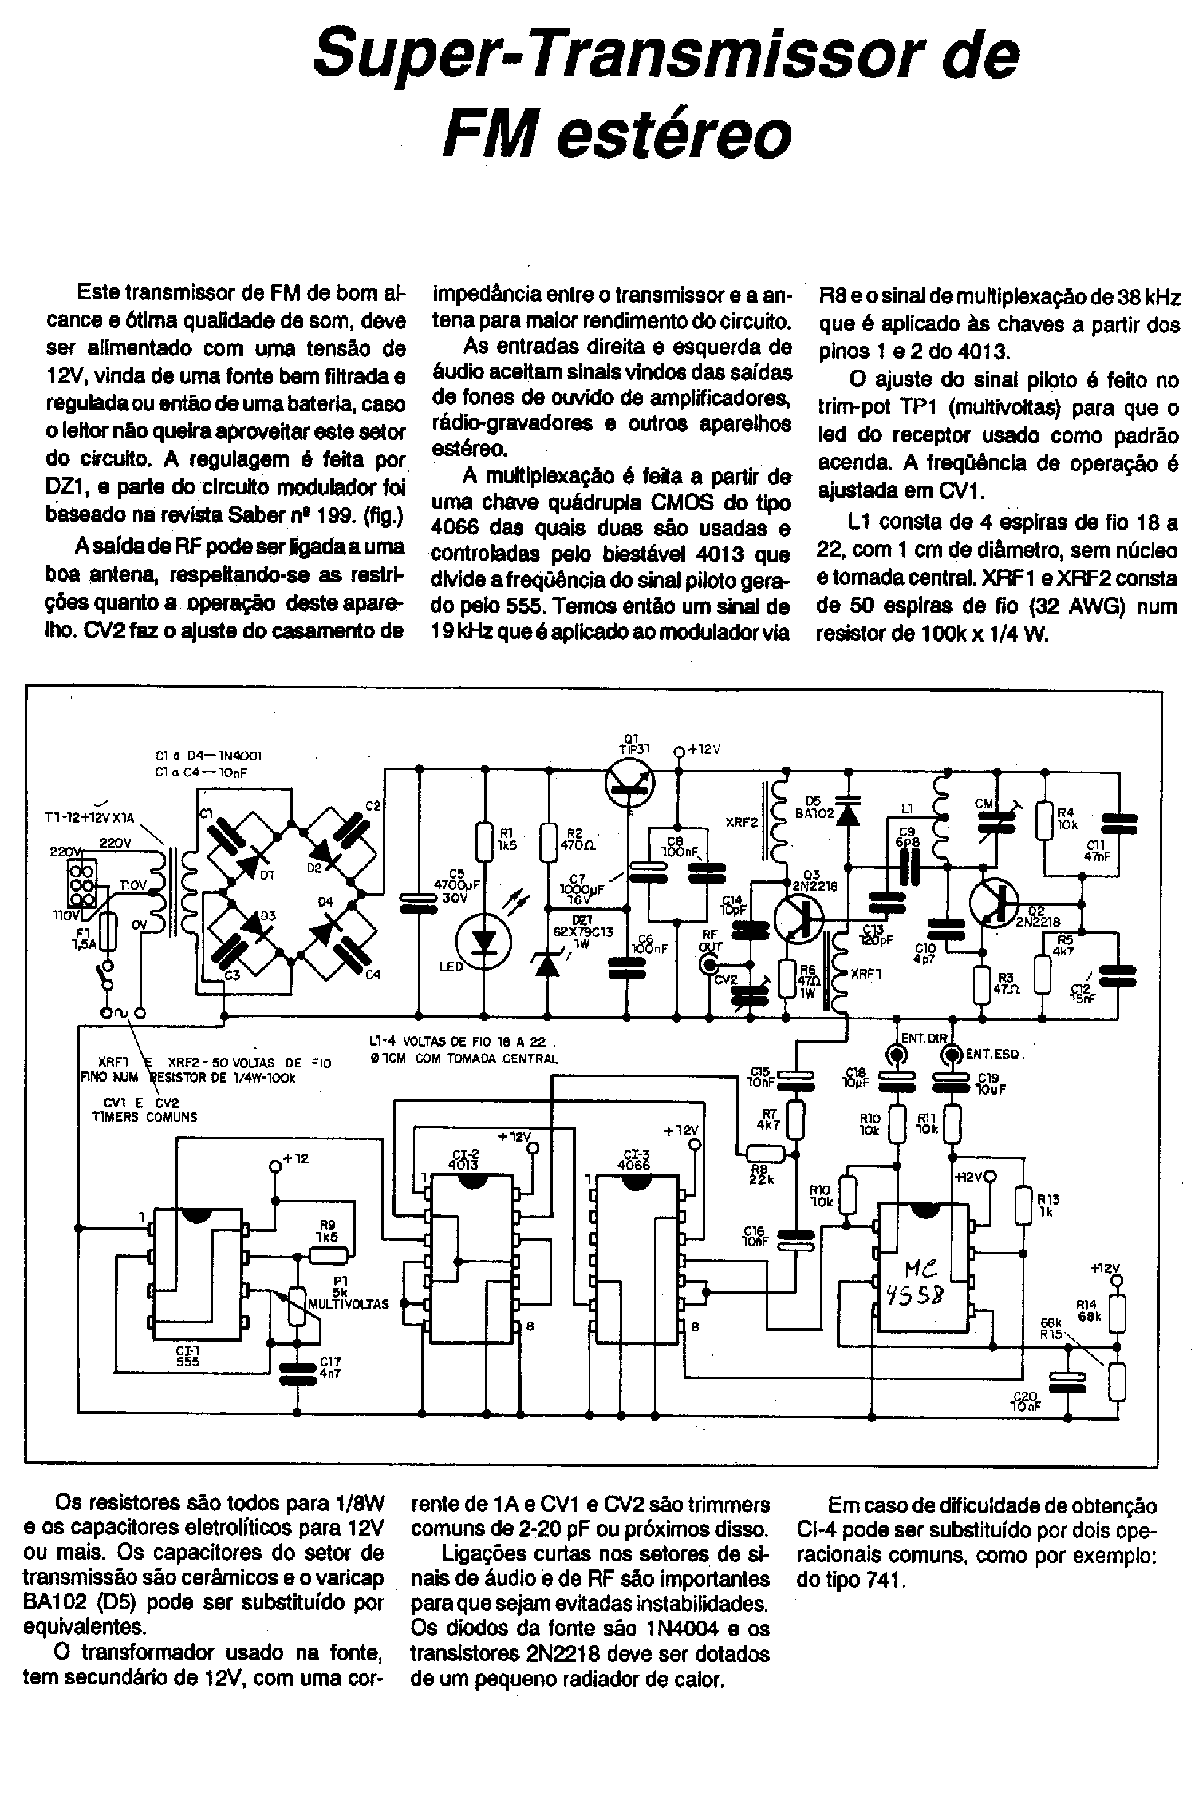 Super-Transmissor de
FM estéreo
Este transmissor de FM de bom al-
cance e ótima qualidade de som, deve
ser alimentado com uma tensão de
12V, vinda de uma fonte bem filtrada e
regulada ou então de uma bateria, caso
o leitor não queira aproveitar este setor
do circuito. A regulagem é feita por
DZ1, e parte do circuito modulador foi
baseado na revista Saber nº 199. (fig.)
A saída de RF pode ser ligada a uma
boa antena, respeitando-se as restri-
ções quanto a operação deste apare-
lho. CV2 faz o ajuste do casamento de
impedância entre o transmissor e a an-
tena para maior rendimento do circuito.
As entradas direita e esquerda de
áudio aceitam sinais vindos das saídas
de fones de ouvido de amplificadores,
rádio-gravadores e outros aparelhos
estéreo.
A multiplexação é feita a partir de
uma chave quádrupla CMOS do tipo
4066 das quais duas são usadas e
controladas pelo biestável 4013 que
divide a freqüência do sinal piloto gera-
do pelo 555. Temos então um sinal de
19 kHz que é aplicado ao modulador via
R8 e o sinal de multiplexação de 38 kHz
que é aplicado às chaves a partir dos
pinos 1 e 2 do 4013.
O ajuste do sinal piloto é feito no
trim-pot TP1 (multivoltas) para que o
led do receptor usado como padrão
acenda. A freqüência de operação é
ajustada em CV1.
L1 consta de 4 espiras de fio 18 a
22, com 1 cm de diâmetro, sem núcleo
e tomada central. XRF1 e XRF2 consta
de 50 espiras de fio (32 AWG) num
resistor de 100k x 1/4 W.
C1 a D4—1N4001
C1 a C4—10nF
T1-12+12V X1A
220V
220V
110V
110V
0V
F1
1,5A
C1
C2
D1
D2
D3
D4
C3
C4
C5
4700µF
30V
R1
1k5
LED
R2
470Ω
C7
1000µF
16V
DZ1
62X79C13
1W
Q1
TIP31
+12V
C8
100nF
C6
100nF
XRF2
D5
BA102
Q3
2N2218
C14
10pF
RF
OUT
CV2
R6
47Ω
1W
XRF1
C9
6p8
L1
CM
R4
10k
C11
47nF
C13
120pF
C10
4p7
Q2
2N2218
R3
47Ω
R5
4k7
C12
15nF
L1-4 VOLTAS DE FIO 18 A 22 .
Ø 1CM COM TOMADA CENTRAL
XRF1 E XRF2-50 VOLTAS DE FIO
FINO NUM RESISTOR DE 1/4W-100k
CV1 E CV2
TIMERS COMUNS
ENT.DIR
ENT.ESQ.
C15
10nF
C18
10µF
C19
10µF
R7
4k7
R8
22k
R10
10k
R11
10k
+12
+12V
+12V
+12V
+12V
CI-2
4013
CI-3
4066
1
1
1
8
8
R9
1k5
P1
5k
MULTIVOLTAS
C17
4n7
CI-1
555
C16
10nF
R10
10k
MC
4558
R13
1k
R14
68k
68k
R15
C20
10nF
Os resistores são todos para 1/8W
e os capacitores eletrolíticos para 12V
ou mais. Os capacitores do setor de
transmissão são cerâmicos e o varicap
BA102 (D5) pode ser substituído por
equivalentes.
O transformador usado na fonte,
tem secundário de 12V, com uma cor-
rente de 1A e CV1 e CV2 são trimmers
comuns de 2-20 pF ou próximos disso.
Ligações curtas nos setores de si-
nais de áudio e de RF são importantes
para que sejam evitadas instabilidades.
Os diodos da fonte são 1N4004 e os
transistores 2N2218 deve ser dotados
de um pequeno radiador de calor.
Em caso de dificuldade de obtenção
CI-4 pode ser substituído por dois ope-
racionais comuns, como por exemplo:
do tipo 741.